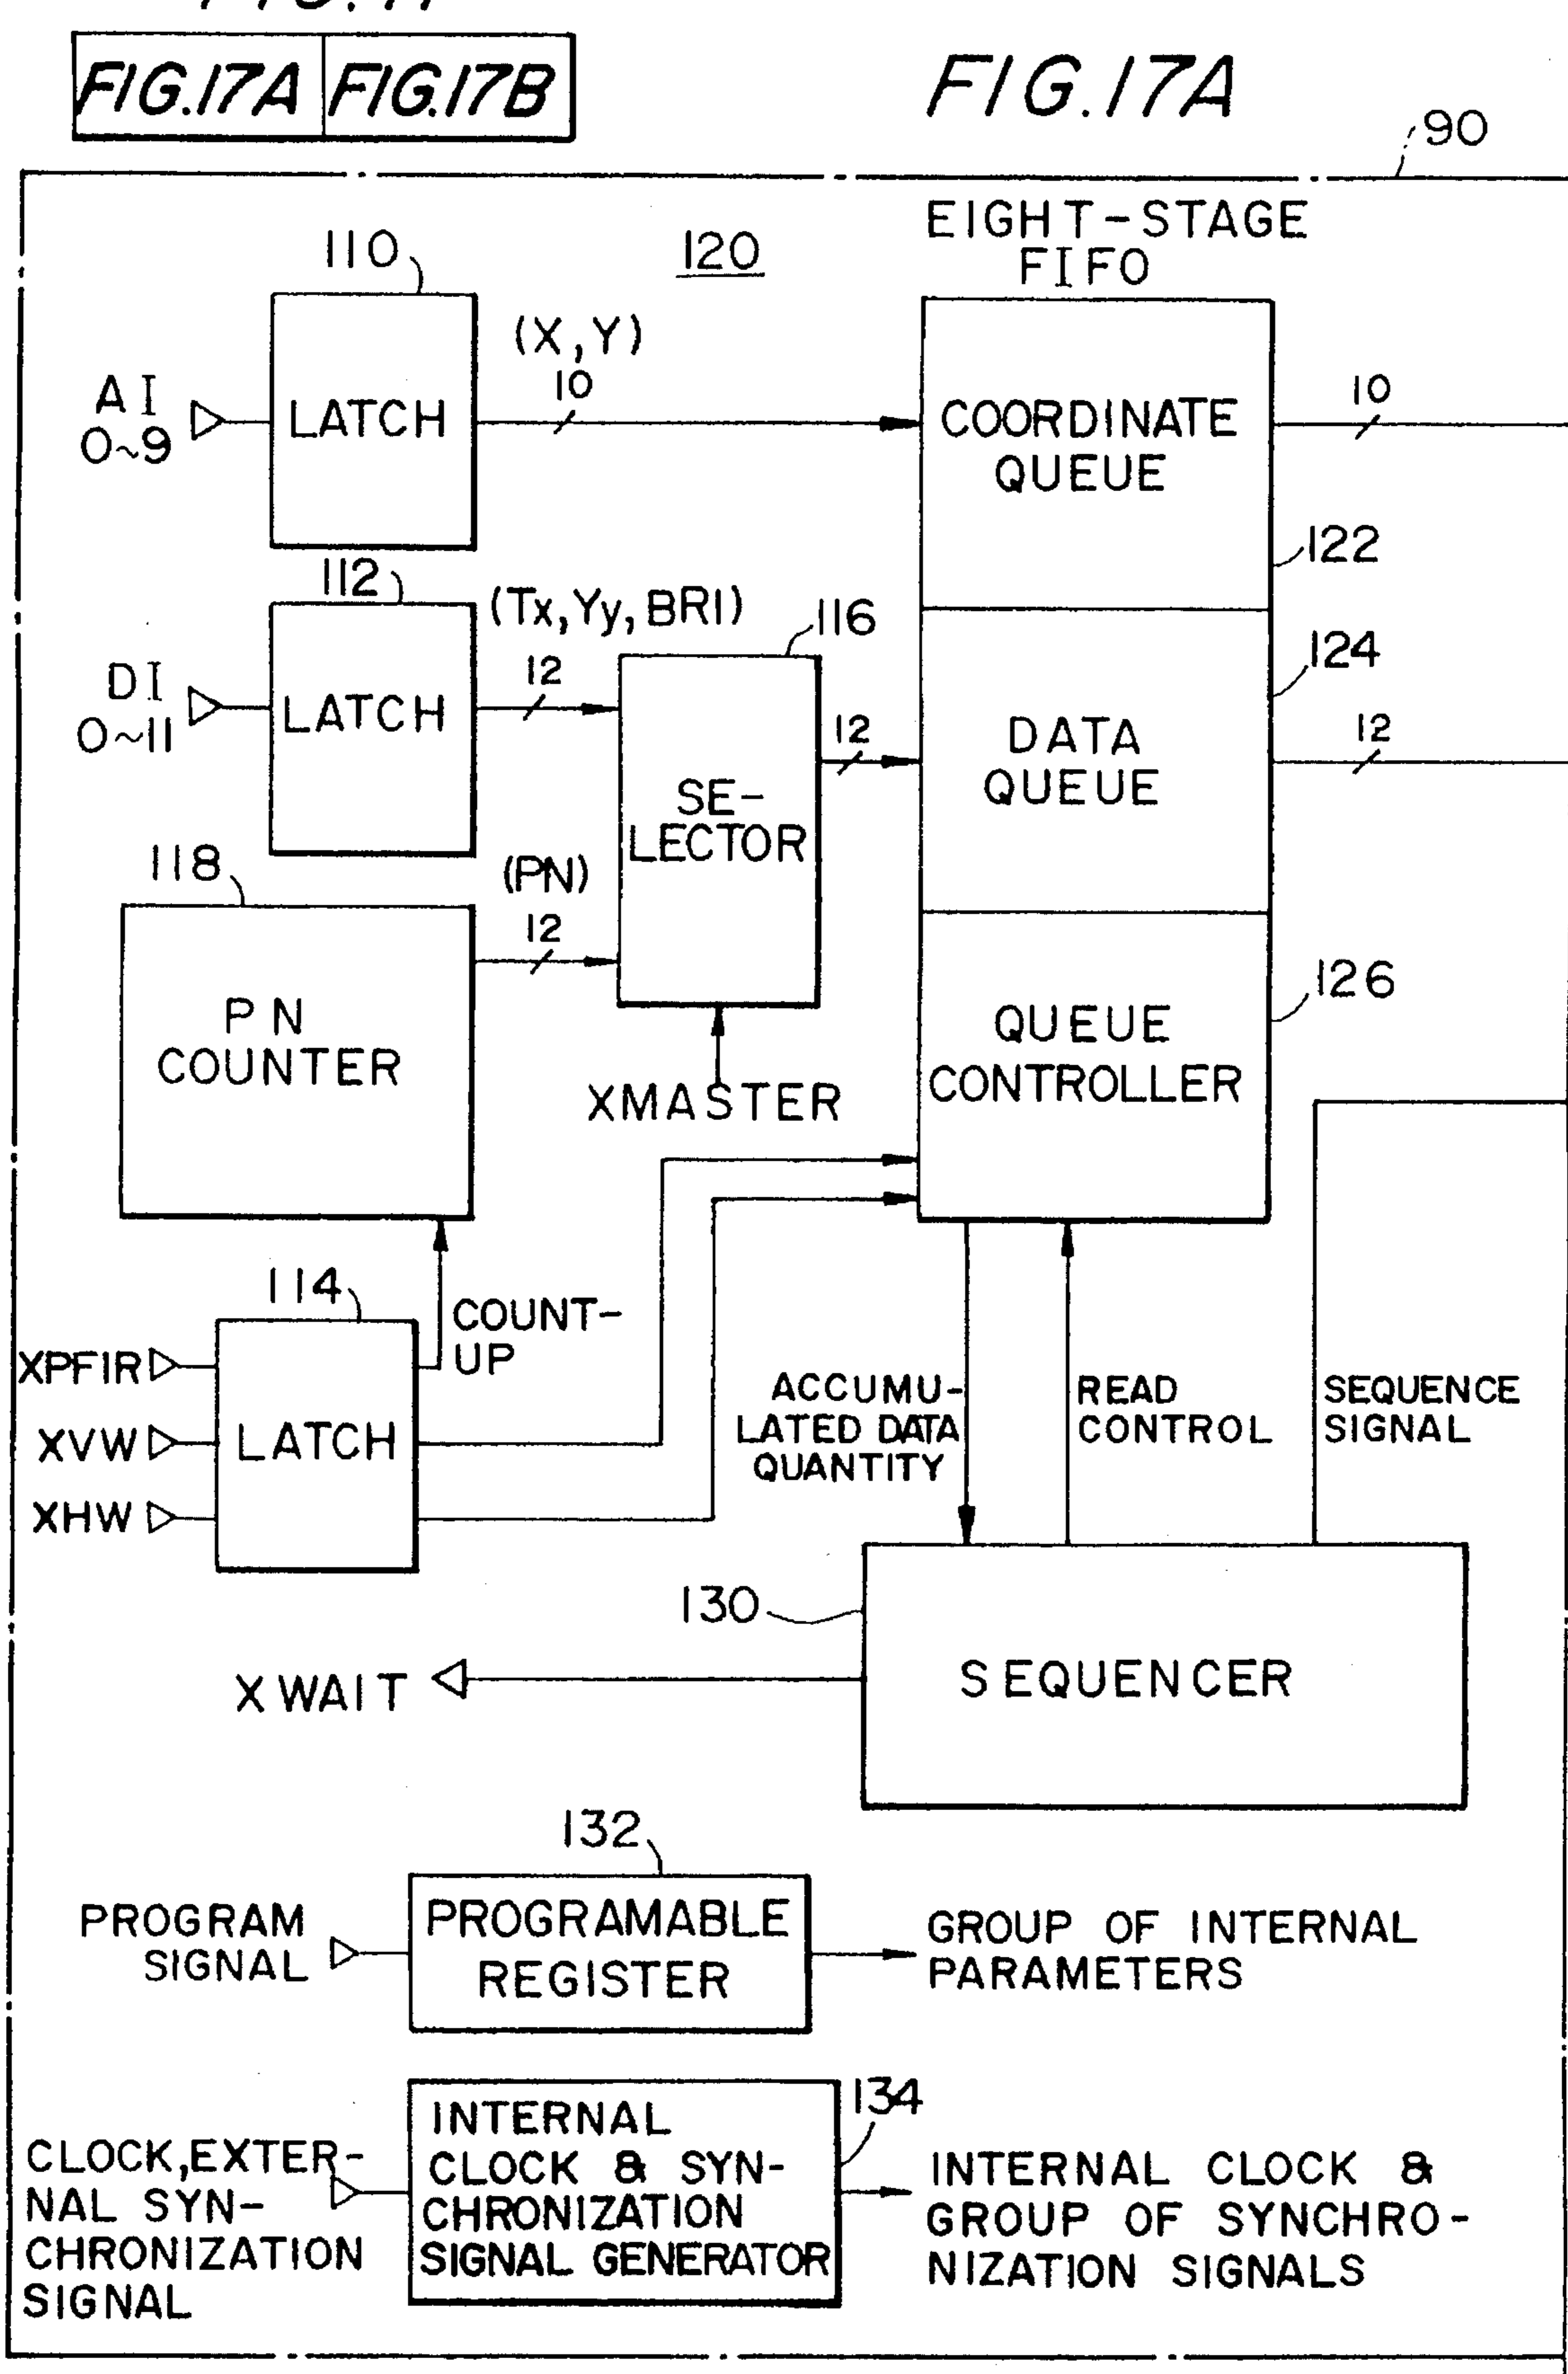 FIG.17A FIG.17B
FIG.17A
90
EIGHT-STAGE
FIFO
110
120
(X,Y)
10
AI
0~9
LATCH
COORDINATE
QUEUE
10
122
112
(Tx,Yy,BRI)
116
124
DI
0~11
LATCH
12
12
SE-
LECTOR
DATA
QUEUE
12
118
(PN)
12
PN
COUNTER
XMASTER
QUEUE
CONTROLLER
126
114
COUNT-
UP
XPFIR
XVW
XHW
LATCH
ACCUMU-
LATED DATA
QUANTITY
READ
CONTROL
SEQUENCE
SIGNAL
130
XWAIT
SEQUENCER
132
PROGRAM
SIGNAL
PROGRAMABLE
REGISTER
GROUP OF INTERNAL
PARAMETERS
134
CLOCK,EXTER-
NAL SYN-
CHRONIZATION
SIGNAL
INTERNAL
CLOCK & SYN-
CHRONIZATION
SIGNAL GENERATOR
INTERNAL CLOCK &
GROUP OF SYNCHRO-
NIZATION SIGNALS